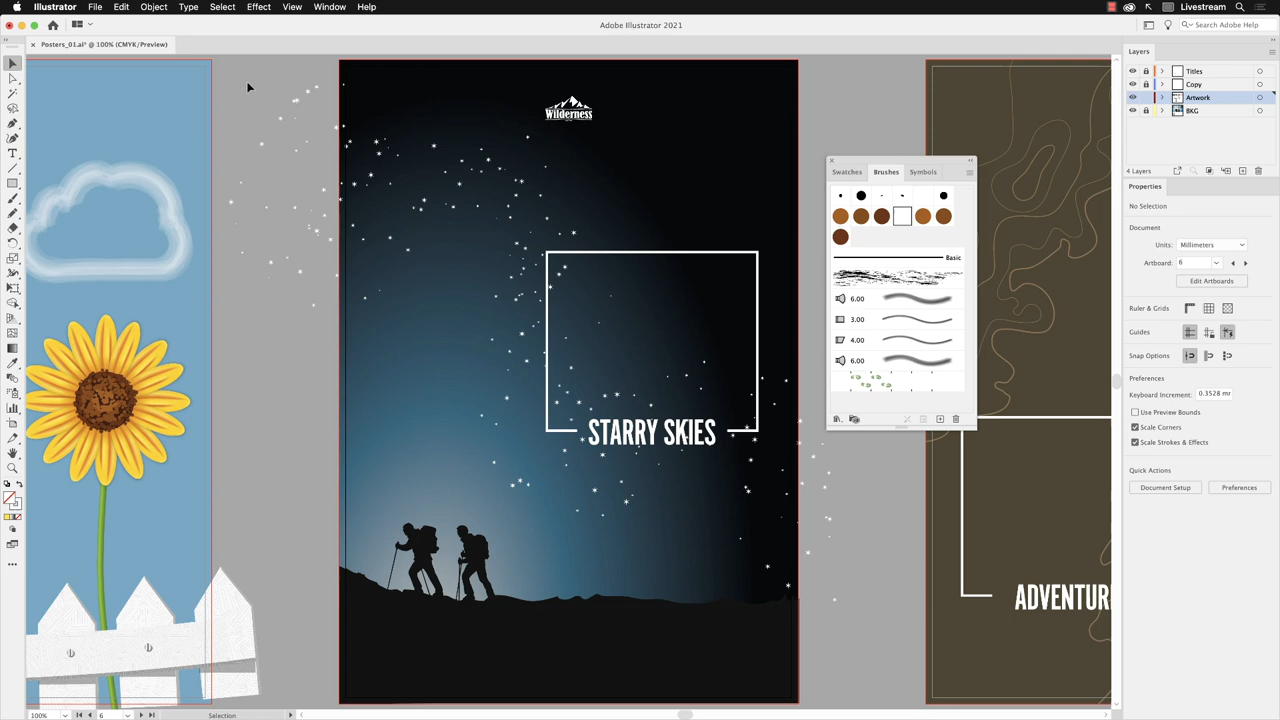 Illustrator File Edit Object Type Select Effect View Window Help
Livestream
Adobe Illustrator 2021
Search Adobe Help
Posters_01.ai* @ 100% (CMYK/Preview)
Layers
Titles
Copy
Artwork
BKG
4 Layers
Properties
No Selection
Document
Units: Millimeters
Artboard: 6
Edit Artboards
Ruler & Grids
Guides
Snap Options
Preferences
Keyboard Increment: 0.3528 mm
Use Preview Bounds
Scale Corners
Scale Strokes & Effects
Quick Actions
Document Setup Preferences
Swatches Brushes Symbols
Basic
6.00
3.00
4.00
6.00
Wilderness
STARRY SKIES
ADVENTUR
100% 6 Selection